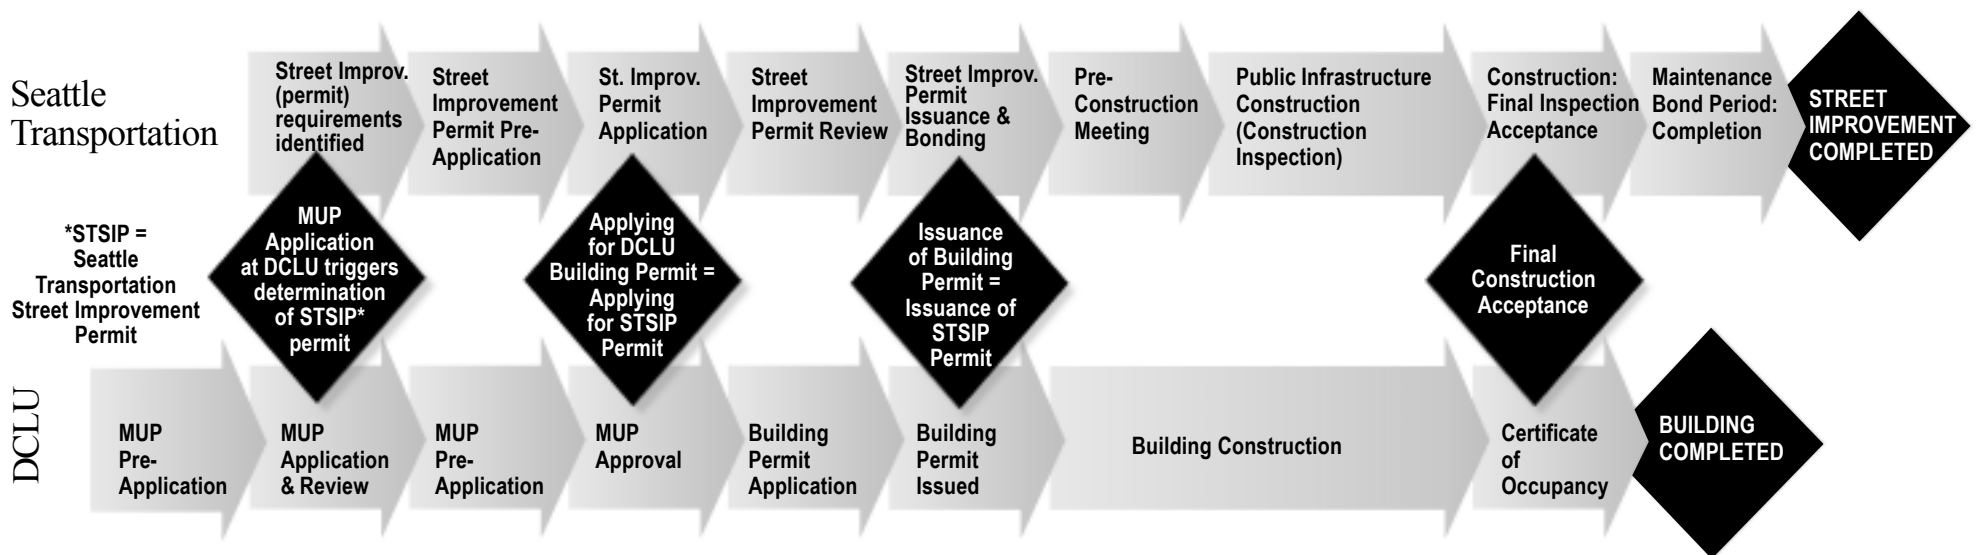 Seattle
Transportation
Street Improv.
(permit)
requirements
identified
Street
Improvement
Permit Pre-
Application
St. Improv.
Permit
Application
Street
Improvement
Permit Review
Street Improv.
Permit
Issuance &
Bonding
Pre-
Construction
Meeting
Public Infrastructure
Construction
(Construction
Inspection)
Construction:
Final Inspection
Acceptance
Maintenance
Bond Period:
Completion
STREET
IMPROVEMENT
COMPLETED
*STSIP =
Seattle
Transportation
Street Improvement
Permit
MUP
Application
at DCLU triggers
determination
of STSIP*
permit
Applying
for DCLU
Building Permit =
Applying
for STSIP
Permit
Issuance
of Building
Permit =
Issuance of
STSIP
Permit
Final
Construction
Acceptance
DCLU
MUP
Pre-
Application
MUP
Application
& Review
MUP
Pre-
Application
MUP
Approval
Building
Permit
Application
Building
Permit
Issued
Building Construction
Certificate
of
Occupancy
BUILDING
COMPLETED